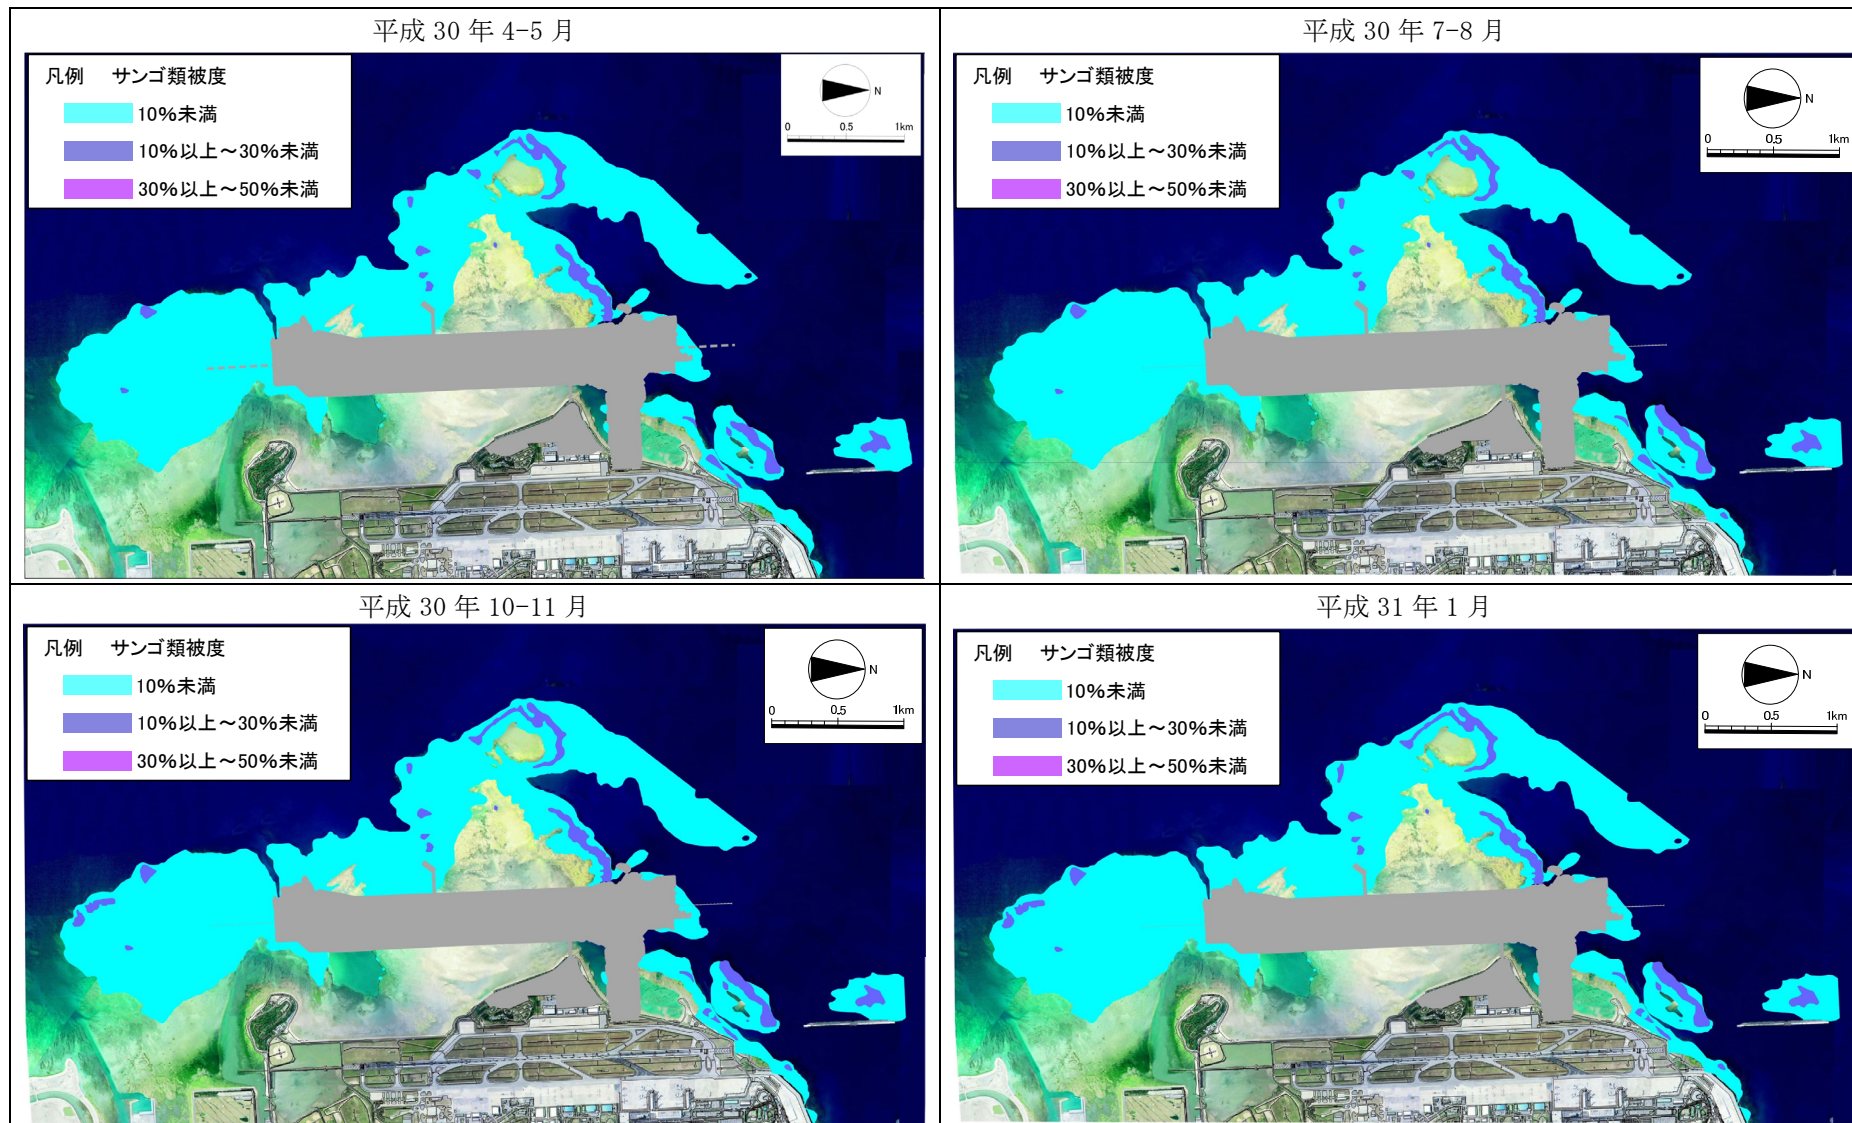 平成 30 年 4-5 月
凡例 サンゴ類被度
10%未満
10%以上～30%未満
30%以上～50%未満
N
0 0.5 1km
平成 30 年 7-8 月
凡例 サンゴ類被度
10%未満
10%以上～30%未満
30%以上～50%未満
N
0 0.5 1km
平成 30 年 10-11 月
凡例 サンゴ類被度
10%未満
10%以上～30%未満
30%以上～50%未満
N
0 0.5 1km
平成 31 年 1 月
凡例 サンゴ類被度
10%未満
10%以上～30%未満
30%以上～50%未満
N
0 0.5 1km